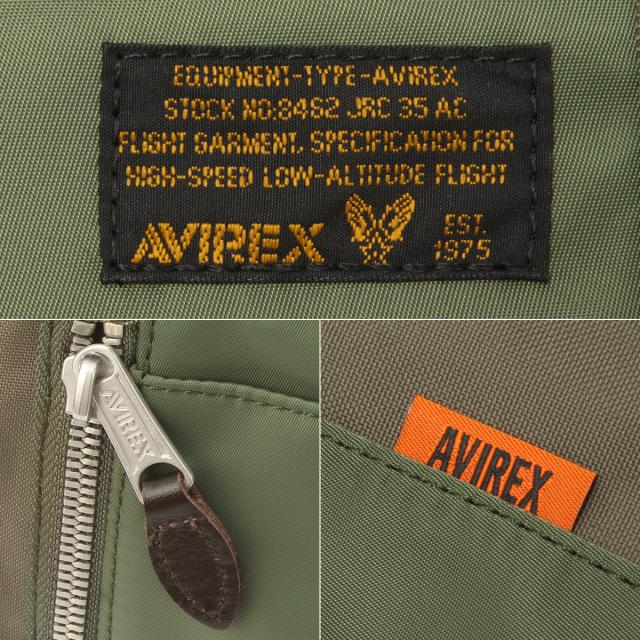 EQUIPMENT-TYPE-AVIREX
STOCK NO:8462 JRC 35 AC
FLIGHT GARMENT, SPECIFICATION FOR
HIGH-SPEED LOW-ALTITUDE FLIGHT
AVIREX
EST.
1975
AVIREX
AVIREX